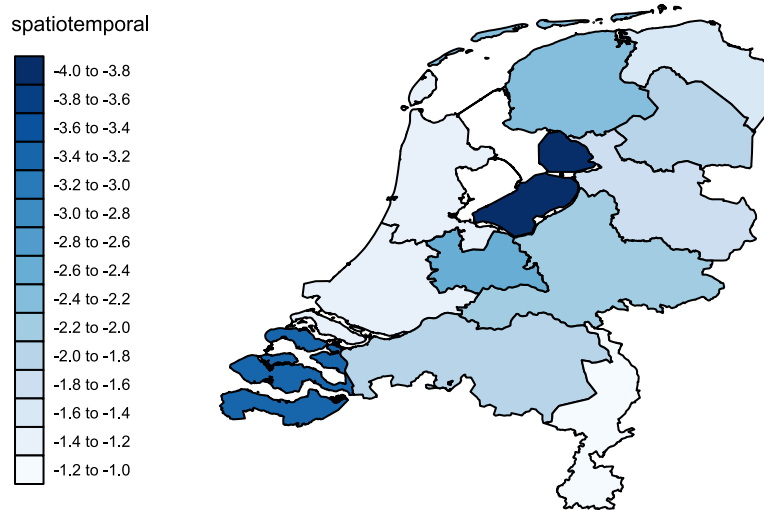 spatiotemporal
-4.0 to -3.8
-3.8 to -3.6
-3.6 to -3.4
-3.4 to -3.2
-3.2 to -3.0
-3.0 to -2.8
-2.8 to -2.6
-2.6 to -2.4
-2.4 to -2.2
-2.2 to -2.0
-2.0 to -1.8
-1.8 to -1.6
-1.6 to -1.4
-1.4 to -1.2
-1.2 to -1.0